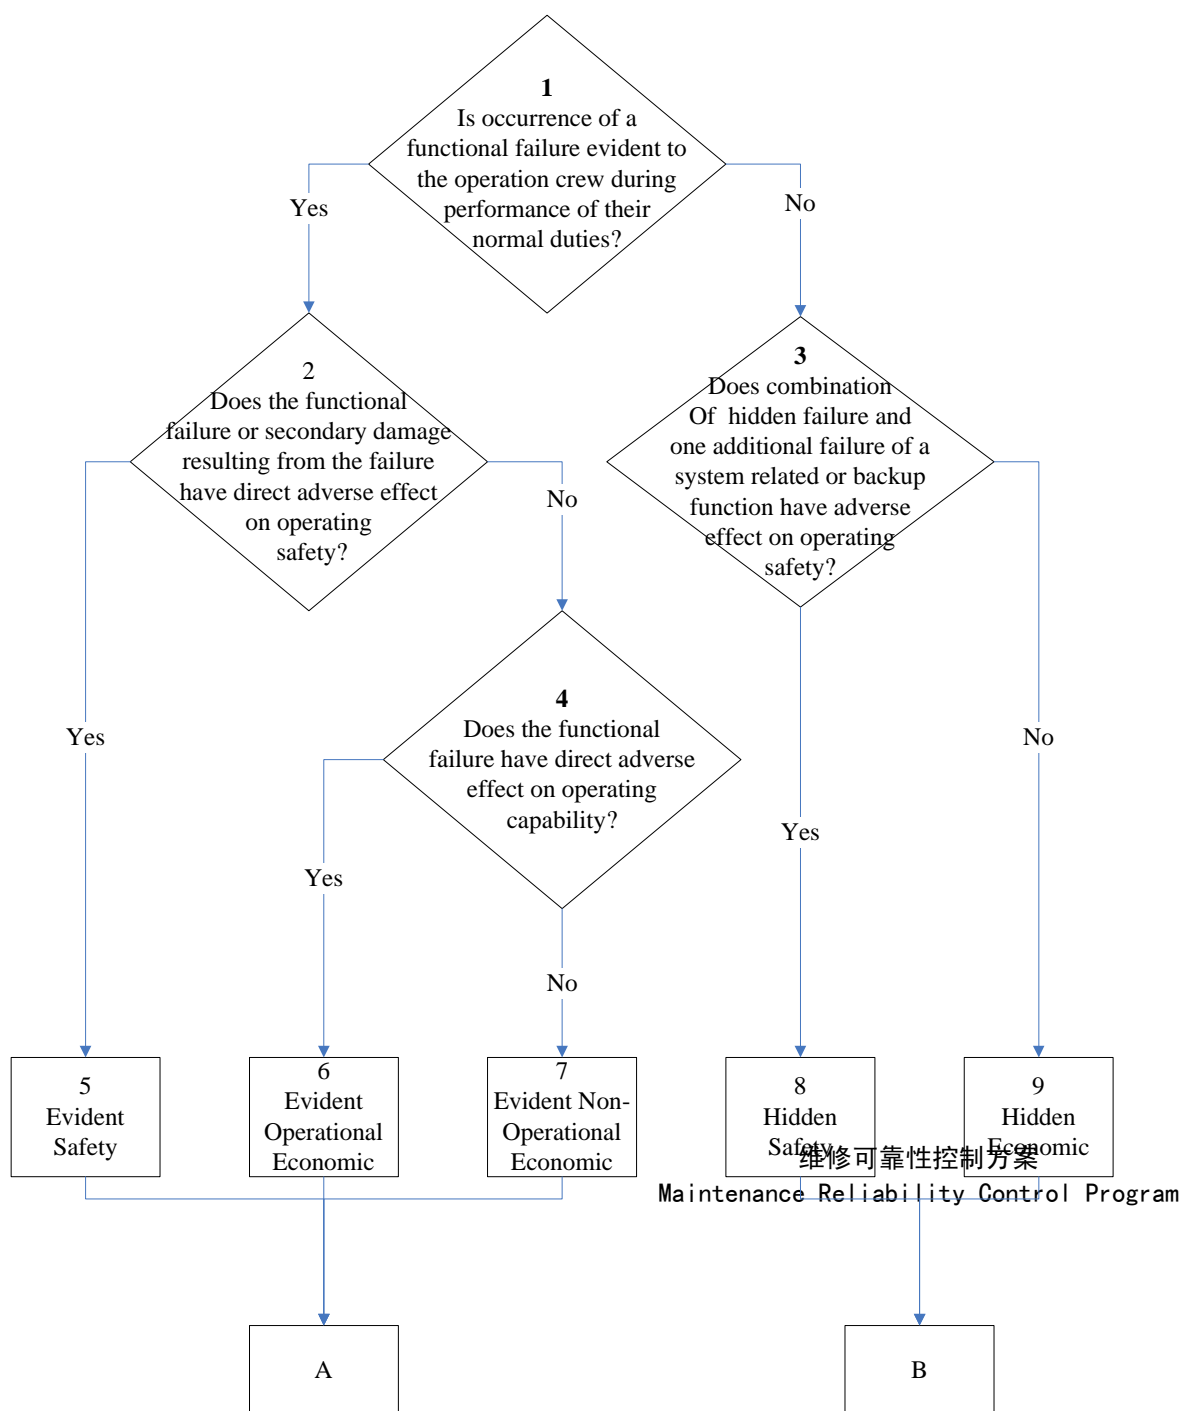 1
Is occurrence of a
functional failure evident to
the operation crew during
performance of their
normal duties?
Yes
No
2
Does the functional
failure or secondary damage
resulting from the failure
have direct adverse effect
on operating
safety?
3
Does combination
Of hidden failure and
one additional failure of a
system related or backup
function have adverse
effect on operating
safety?
No
4
Does the functional
failure have direct adverse
effect on operating
capability?
Yes
No
Yes
Yes
No
5
Evident
Safety
6
Evident
Operational
Economic
7
Evident Non-
Operational
Economic
8
Hidden
Safety
9
Hidden
Economic
维修可靠性控制方案
Maintenance Reliability Control Program
A
B